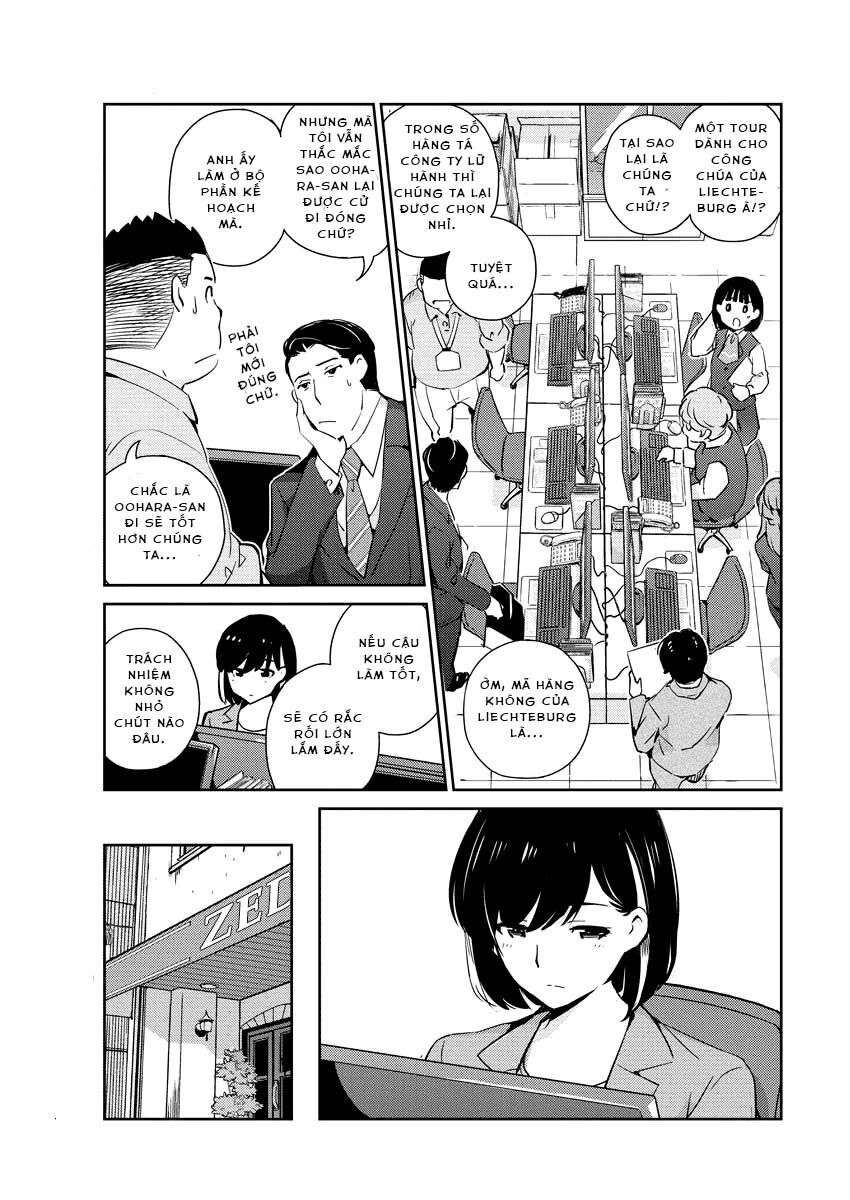 MỘT TOUR
DÀNH CHO
CÔNG
CHÚA CỦA
LIECHTE-
BURG Á!?
TẠI SAO
LẠI LÀ
CHÚNG
TA
CHỨ!?
TRONG SỐ
HÀNG TÁ
CÔNG TY LỮ
HÀNH THÌ
CHÚNG TA LẠI
ĐƯỢC CHỌN
NHỈ.
TUYỆT
QUÁ...
ỜM, MÃ HÀNG
KHÔNG CỦA
LIECHTEBURG
LÀ...
NHƯNG MÀ
TÔI VẪN
THẮC MẮC
SAO OOHA-
RA-SAN LẠI
ĐƯỢC CỬ
ĐI ĐÓNG
CHỨ?
ANH ẤY
LÀM Ở BỘ
PHẬN KẾ
HOẠCH
MÀ.
PHẢI
TÔI
MỚI
ĐÚNG
CHỨ.
CHẮC LÀ
OOHARA-SAN
ĐI SẼ TỐT
HƠN CHÚNG
TA...
NẾU CẬU
KHÔNG
LÀM TỐT,
SẼ CÓ RẮC
RỐI LỚN
LẮM ĐẤY.
TRÁCH
NHIỆM
KHÔNG
NHỎ
CHÚT NÀO
ĐÂU.
ZED